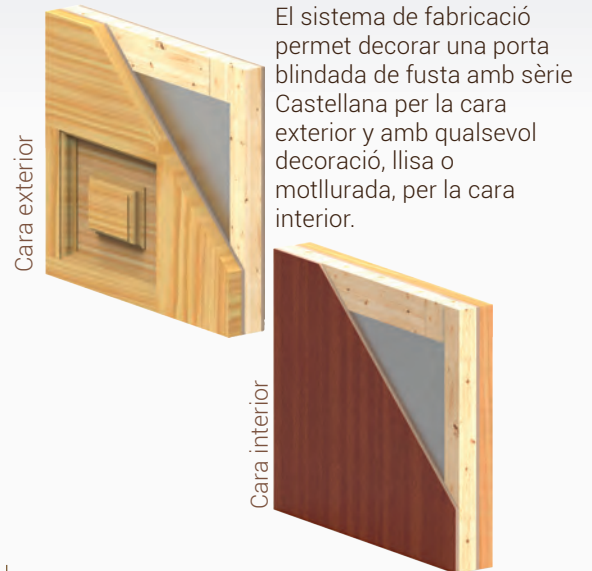 El sistema de fabricació
permet decorar una porta
blindada de fusta amb sèrie
Castellana per la cara
exterior y amb qualsevol
decoració, llisa o
motllurada, per la cara
interior.
Cara exterior
Cara interior